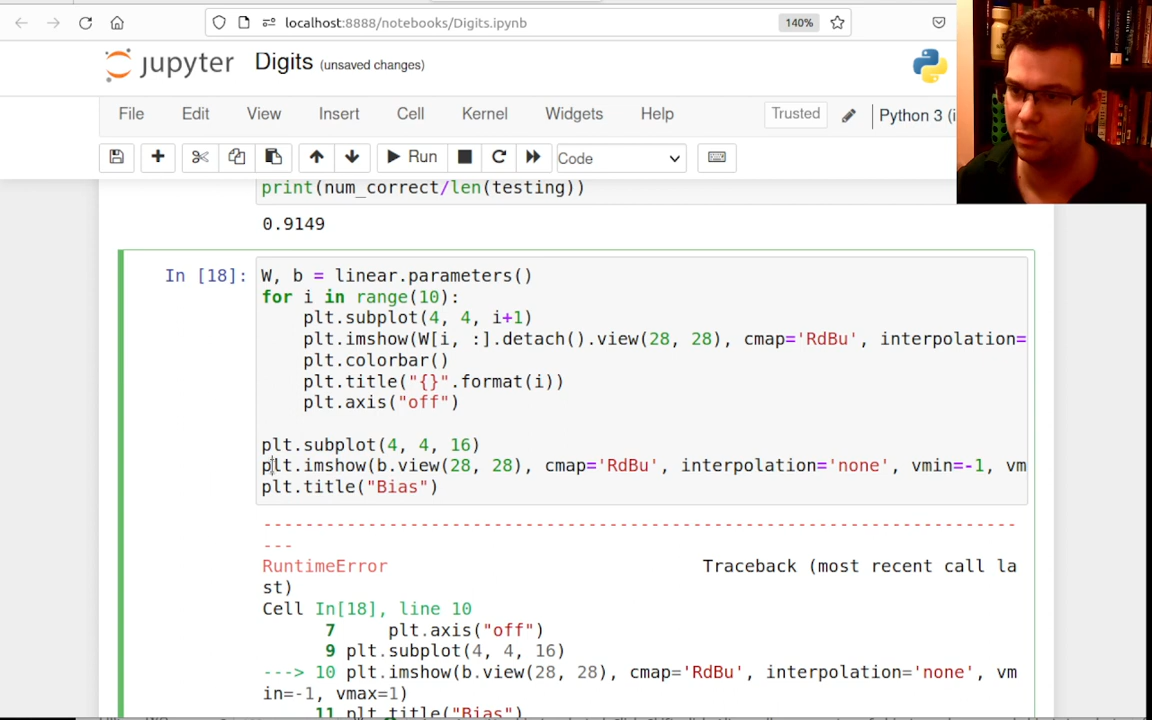 localhost:8888/notebooks/Digits.ipynb
140%
jupyter Digits (unsaved changes)
File Edit View Insert Cell Kernel Widgets Help
Trusted
Python 3 (i
Run
Code
print(num_correct/len(testing))
0.9149
In [18]:
W, b = linear.parameters()
for i in range(10):
    plt.subplot(4, 4, i+1)
    plt.imshow(W[i, :].detach().view(28, 28), cmap='RdBu', interpolation=
    plt.colorbar()
    plt.title("{}".format(i))
    plt.axis("off")
plt.subplot(4, 4, 16)
plt.imshow(b.view(28, 28), cmap='RdBu', interpolation='none', vmin=-1, vm
plt.title("Bias")
---------------------------------------------------------------------------
---
RuntimeError Traceback (most recent call la
st)
Cell In[18], line 10
7 plt.axis("off")
9 plt.subplot(4, 4, 16)
---> 10 plt.imshow(b.view(28, 28), cmap='RdBu', interpolation='none', vm
in=-1, vmax=1)
11 plt.title("Bias")